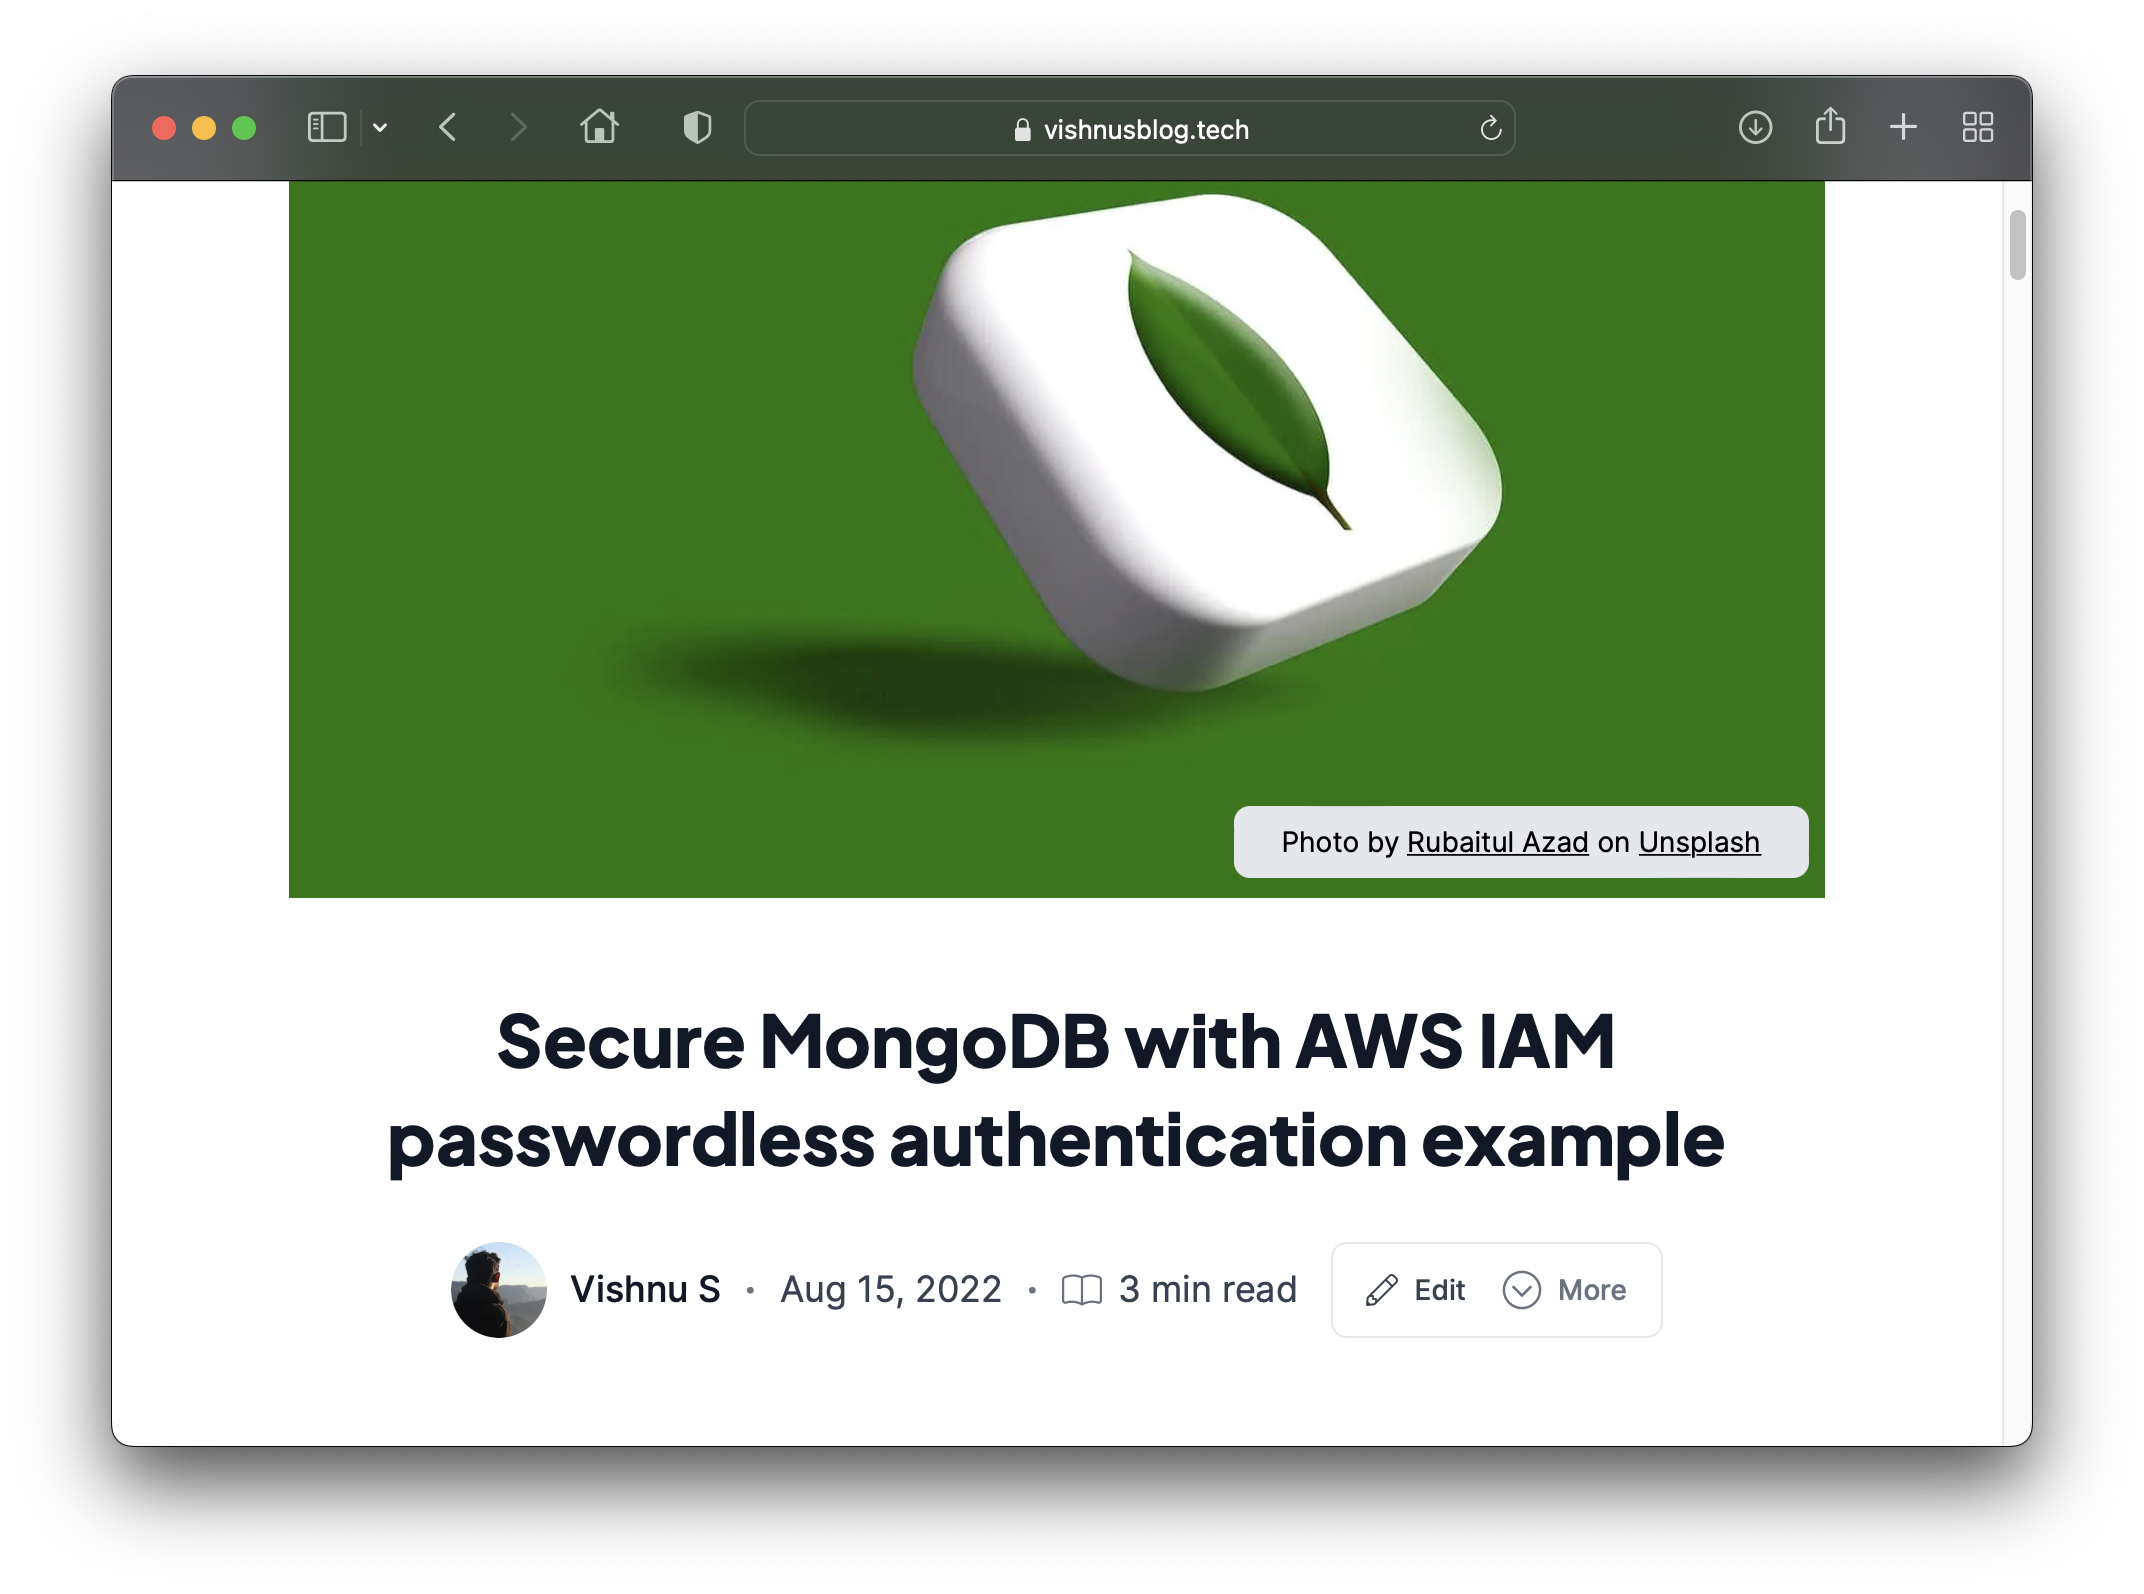 vishnusblog.tech
Photo by Rubaitul Azad on Unsplash
Secure MongoDB with AWS IAM
passwordless authentication example
Vishnu S · Aug 15, 2022 · 3 min read Edit More